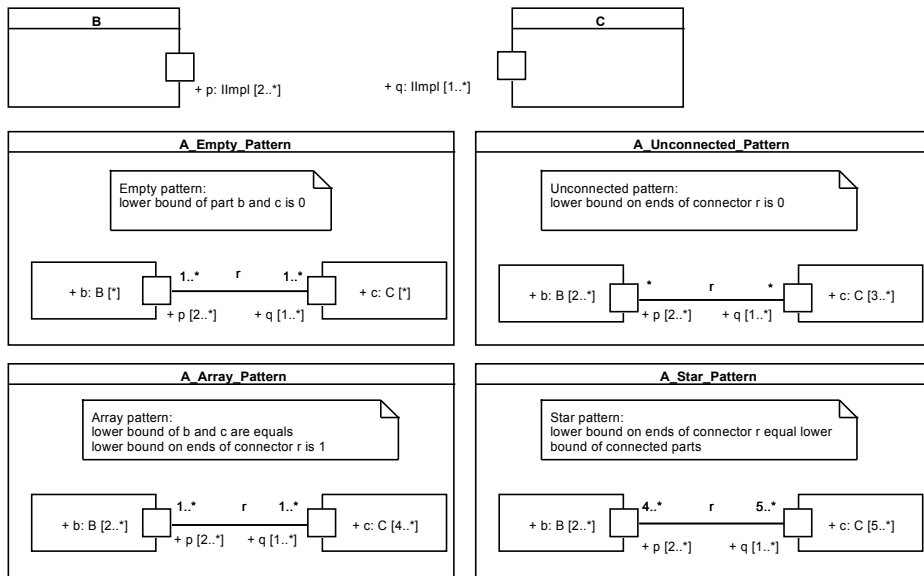 B
C
+ p: IImpl [2..*]
+ q: IImpl [1..*]
A_Empty_Pattern
Empty pattern:
lower bound of part b and c is 0
+ b: B [*]
1..*
r
1..*
+ c: C [*]
+ p [2..*]
+ q [1..*]
A_Unconnected_Pattern
Unconnected pattern:
lower bound on ends of connector r is 0
+ b: B [2..*]
*
r
*
+ c: C [3..*]
+ p [2..*]
+ q [1..*]
A_Array_Pattern
Array pattern:
lower bound of b and c are equals
lower bound on ends of connector r is 1
+ b: B [2..*]
1..*
r
1..*
+ c: C [4..*]
+ p [2..*]
+ q [1..*]
A_Star_Pattern
Star pattern:
lower bound on ends of connector r equal lower
bound of connected parts
+ b: B [2..*]
4..*
r
5..*
+ c: C [5..*]
+ p [2..*]
+ q [1..*]